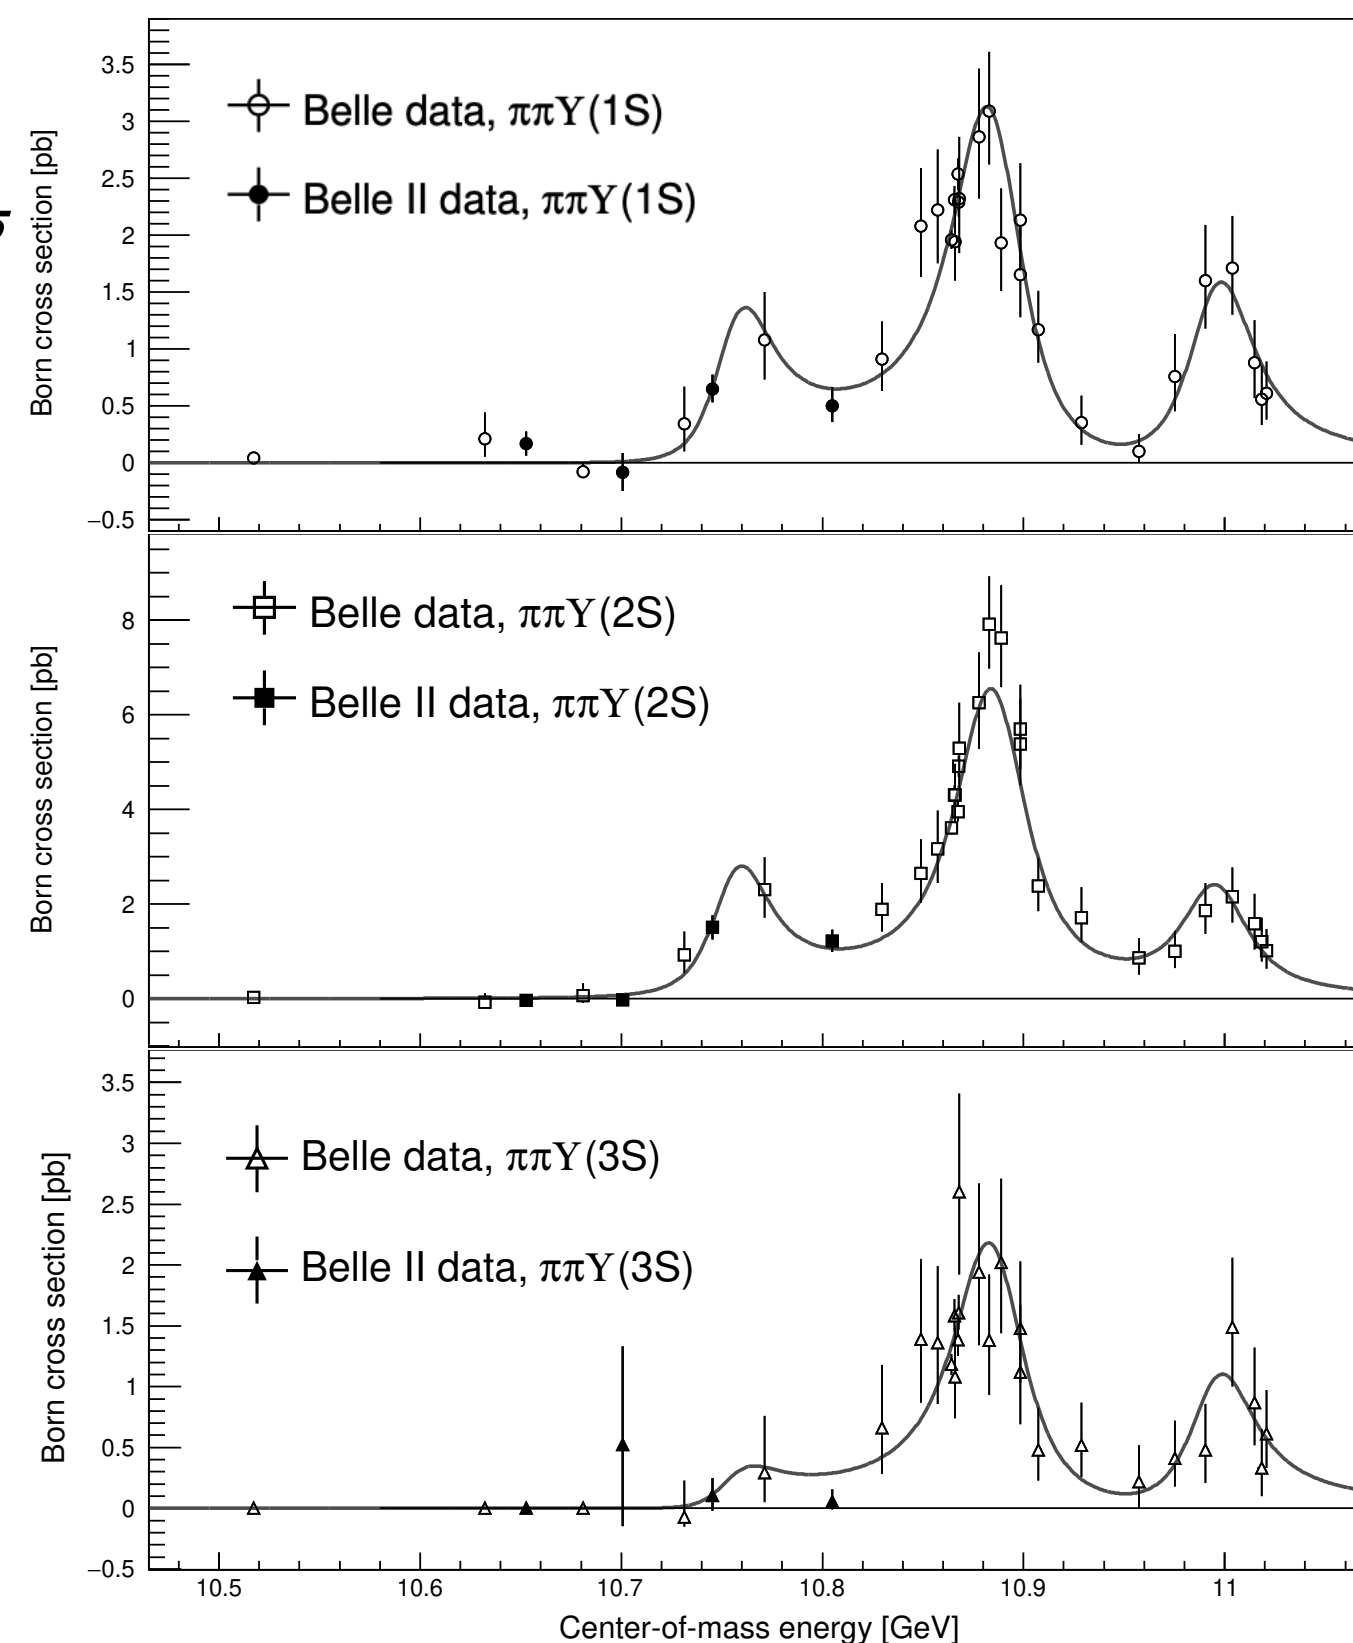 3.5
3
2.5
2
1.5
1
0.5
0
−0.5
Born cross section [pb]
Belle data, ππΥ(1S)
Belle II data, ππΥ(1S)
8
6
4
2
0
Born cross section [pb]
Belle data, ππΥ(2S)
Belle II data, ππΥ(2S)
3.5
3
2.5
2
1.5
1
0.5
0
−0.5
Born cross section [pb]
Belle data, ππΥ(3S)
Belle II data, ππΥ(3S)
10.5 10.6 10.7 10.8 10.9 11
Center-of-mass energy [GeV]